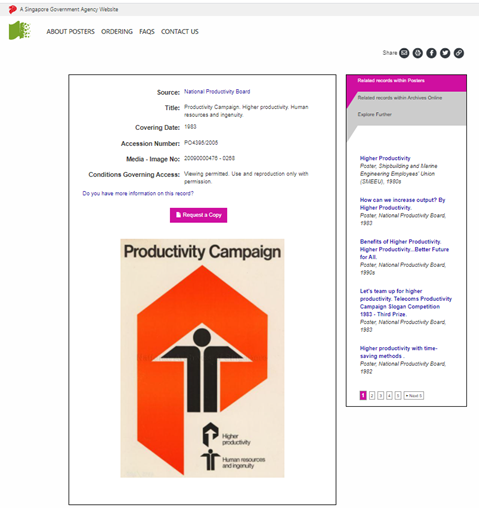 A Singapore Government Agency Website
ABOUT POSTERS ORDERING FAQS CONTACT US
Share
Source: National Productivity Board
Title: Productivity Campaign. Higher productivity. Human
resources and ingenuity
Covering Date: 1983
Accession Number: PO4395/2005
Media - Image No: 20090000476 - 0268
Conditions Governing Access: Viewing permitted. Use and reproduction only with
permission.
Do you have more information on this record?
Request a Copy
Productivity Campaign
Higher
productivity
Human resources
and ingenuity
Related records within Posters
Related records within Archives Online
Explore Further
Higher Productivity
Poster, Shipbuilding and Marine
Engineering Employees' Union
(SMEEU), 1980s
How can we increase output? By
Higher Productivity.
Poster, National Productivity Board,
1983
Benefits of Higher Productivity.
Higher Productivity...Better Future
for All.
Poster, National Productivity Board,
1990s
Let's team up for higher
productivity. Telecoms Productivity
Campaign Slogan Competition
1983 - Third Prize.
Poster, National Productivity Board,
1983
Higher productivity with time-
saving methods..
Poster, National Productivity Board,
1982
1 2 3 4 5 Next 5